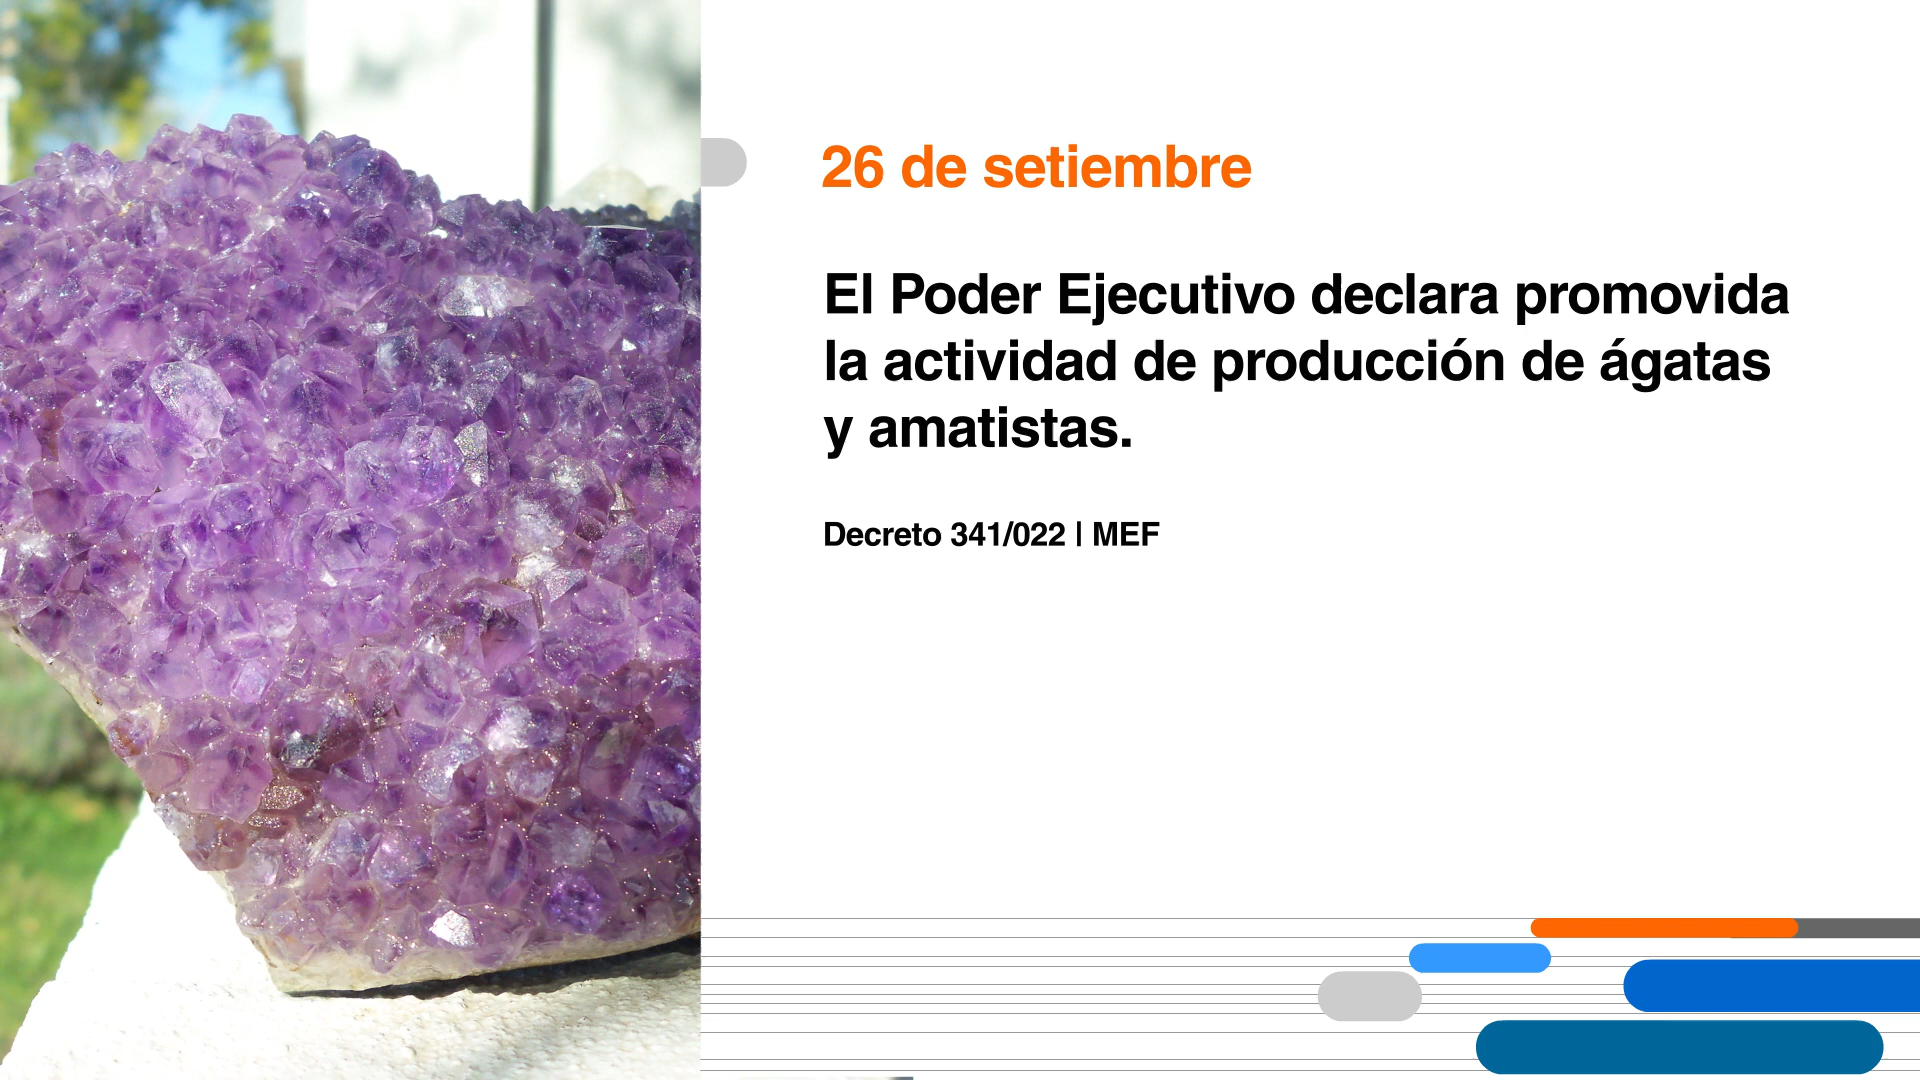 26 de setiembre
El Poder Ejecutivo declara promovida
la actividad de producción de ágatas
y amatistas.
Decreto 341/022 | MEF